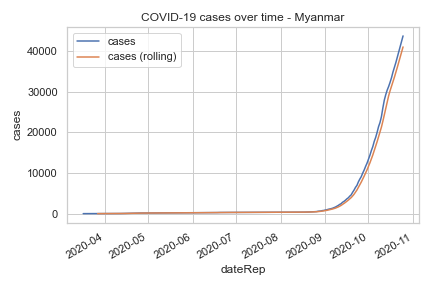 COVID-19 cases over time - Myanmar
cases
cases (rolling)
cases
40000
30000
20000
10000
0
2020-04
2020-05
2020-06
2020-07
2020-08
2020-09
2020-10
2020-11
dateRep